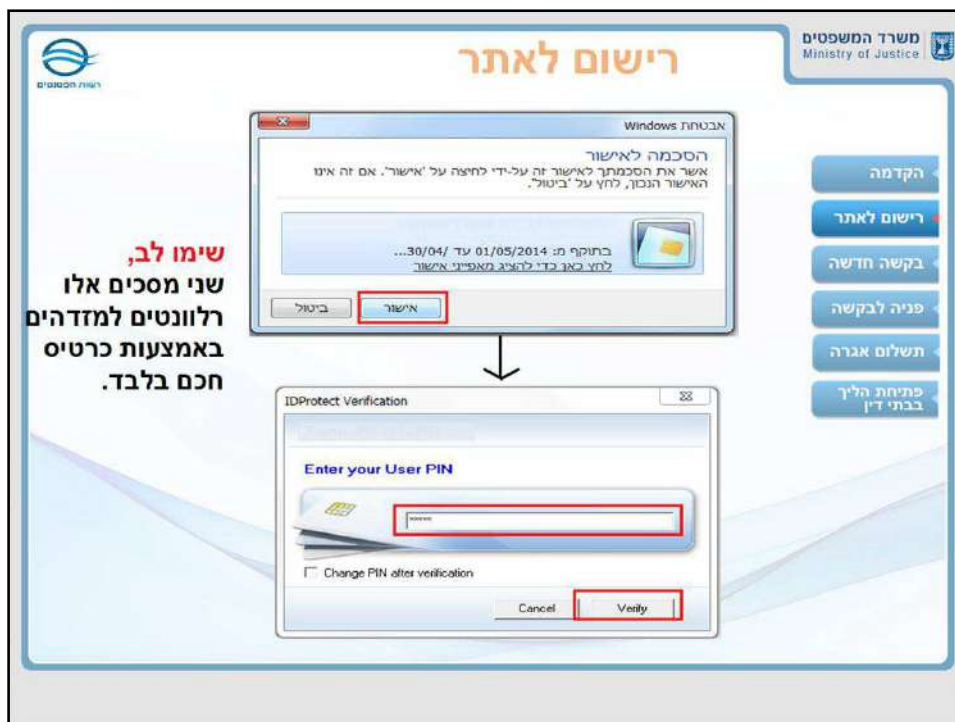 משרד המשפטים
Ministry of Justice
רשות הפטנטים
רישום לאתר
הקדמה
רישום לאתר
בקשה חדשה
פניה לבקשה
תשלום אגרה
פתיחת הליך
בבתי דין
אבטחת Windows
הסכמה לאישור
אשר את הסכמתך לאישור זה על-ידי לחיצה על 'אישור'. אם זה אינו
האישור הנכון, לחץ על 'ביטול'.
בתוקף מ: 01/05/2014 עד 30/04/...
לחץ כאן כדי להציג מאפייני אישור
אישור
ביטול
שימו לב,
שני מסכים אלו
רלוונטים למזדהים
באמצעות כרטיס
חכם בלבד.
IDProtect Verification
Enter your User PIN
*****
Change PIN after verification
Cancel
Verify